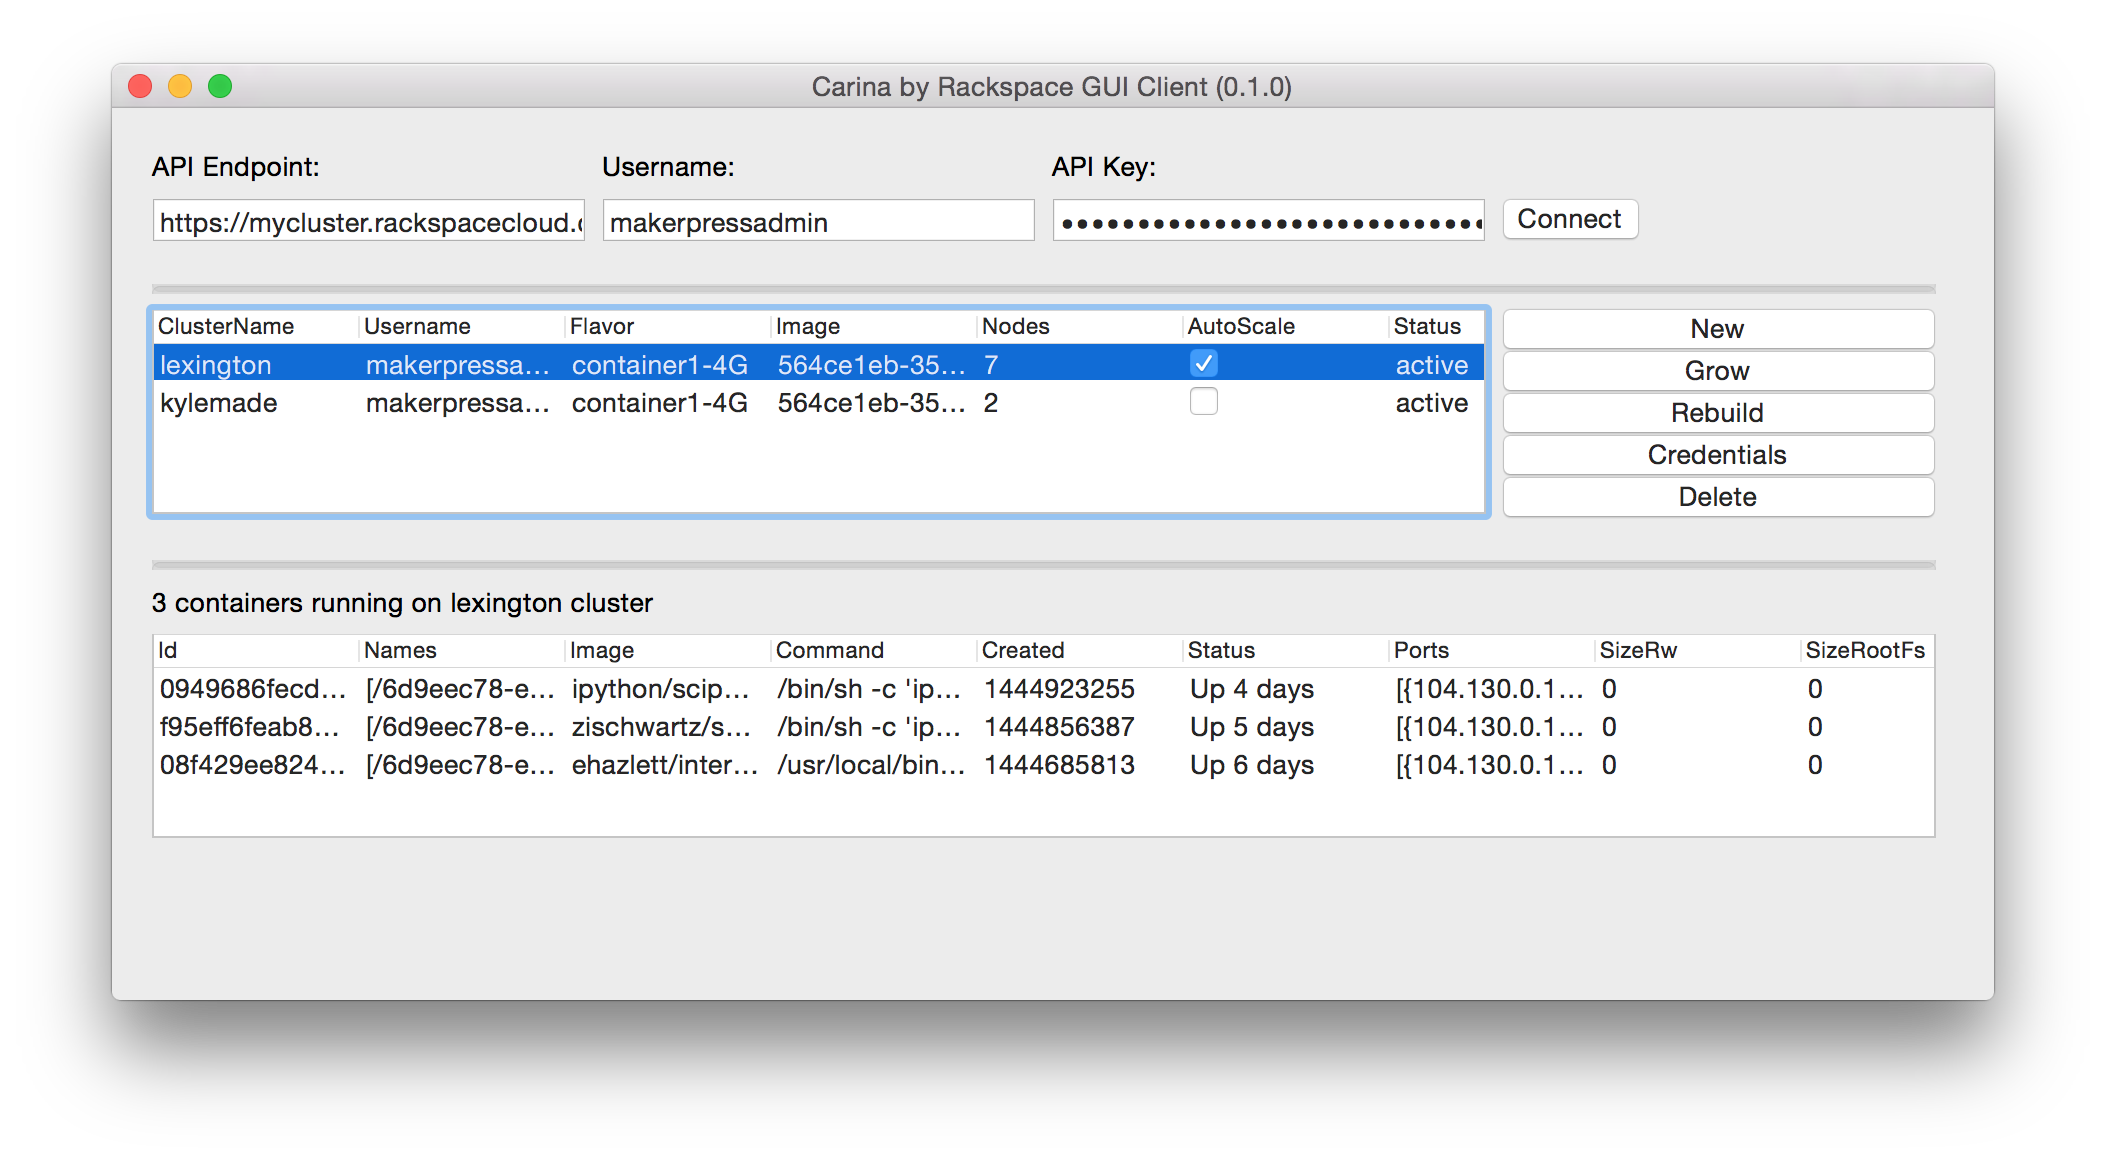 Carina by Rackspace GUI Client (0.1.0)
API Endpoint: Username: API Key:
https://mycluster.rackspacecloud. makerpressadmin •••••••••••••••••••••••••••• Connect
ClusterName Username Flavor Image Nodes AutoScale Status
lexington makerpressa... container1-4G 564ce1eb-35... 7 active
kylemade makerpressa... container1-4G 564ce1eb-35... 2 active
New
Grow
Rebuild
Credentials
Delete
3 containers running on lexington cluster
Id Names Image Command Created Status Ports SizeRw SizeRootFs
0949686fecd... [/6d9eec78-e... ipython/scip... /bin/sh -c 'ip... 1444923255 Up 4 days [{104.130.0.1... 0 0
f95eff6feab8... [/6d9eec78-e... zischwartz/s... /bin/sh -c 'ip... 1444856387 Up 5 days [{104.130.0.1... 0 0
08f429ee824... [/6d9eec78-e... ehazlett/inter... /usr/local/bin... 1444685813 Up 6 days [{104.130.0.1... 0 0